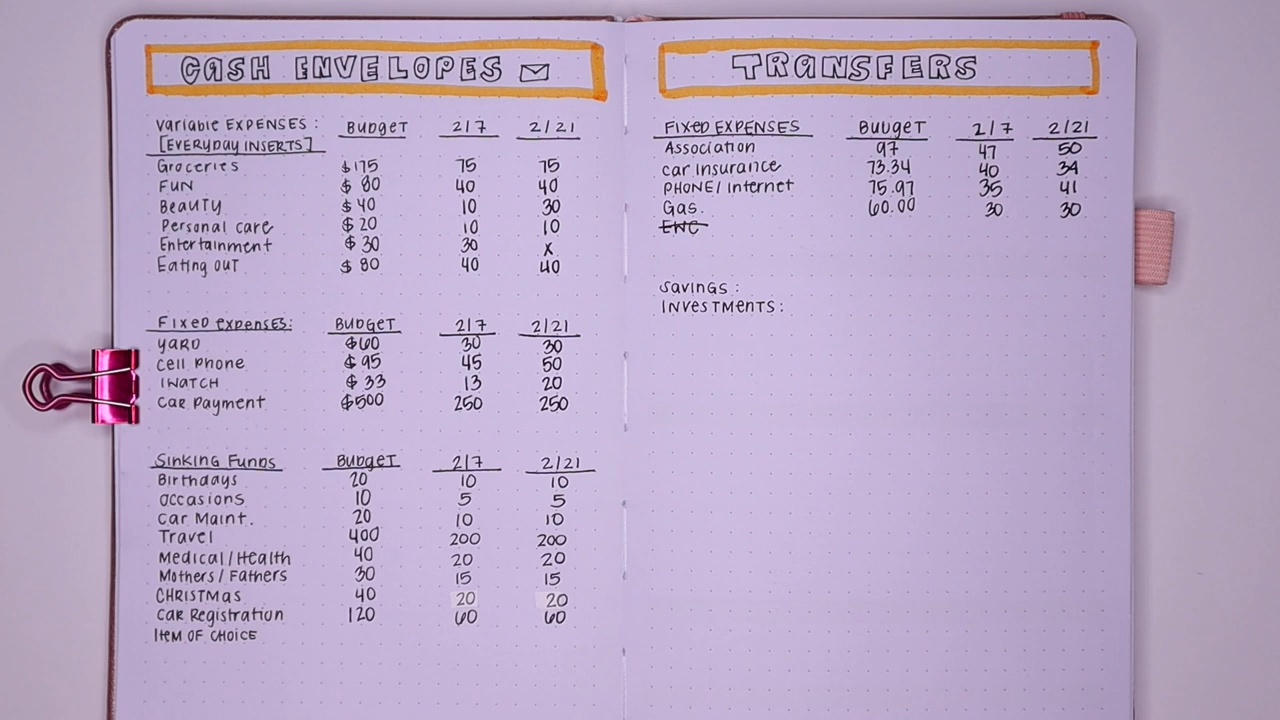 CASH ENVELOPES
Variable EXPENSES: BUDGET 2/7 2/21
[EVERYDAY INSERTS]
Groceries $175 75 75
FUN $80 40 40
Beauty $40 10 30
Personal care $20 10 10
Entertainment $30 30 X
Eating out $80 40 40
Fixed expenses: BUDGET 2/7 2/21
YARD $60 30 30
Cell Phone $95 45 50
IWATCH $33 13 20
Car Payment $500 250 250
Sinking Funds BUDGET 2/7 2/21
Birthdays 20 10 10
Occasions 10 5 5
Car Maint. 20 10 10
Travel 400 200 200
Medical/Health 40 20 20
Mothers/Fathers 30 15 15
CHRISTMAS 40 20 20
Car Registration 120 60 60
Item OF CHOICE
TRANSFERS
FIXED EXPENSES BUDGET 2/7 2/21
Association 97 47 50
car insurance 73.34 40 34
PHONE/Internet 75.97 35 41
Gas. 60.00 30 30
EWC
Savings:
INVESTMENTS: